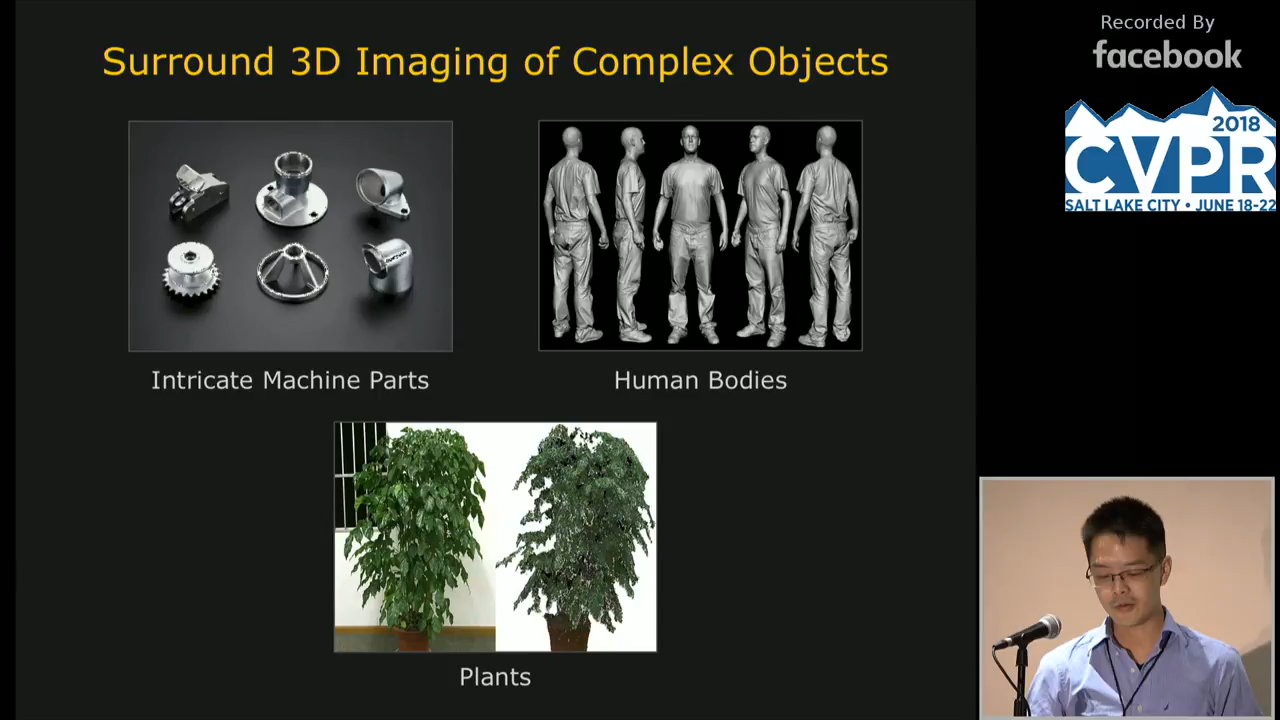 Surround 3D Imaging of Complex Objects
Intricate Machine Parts
Human Bodies
Plants
Recorded By
facebook
2018
CVPR
SALT LAKE CITY • JUNE 18-22